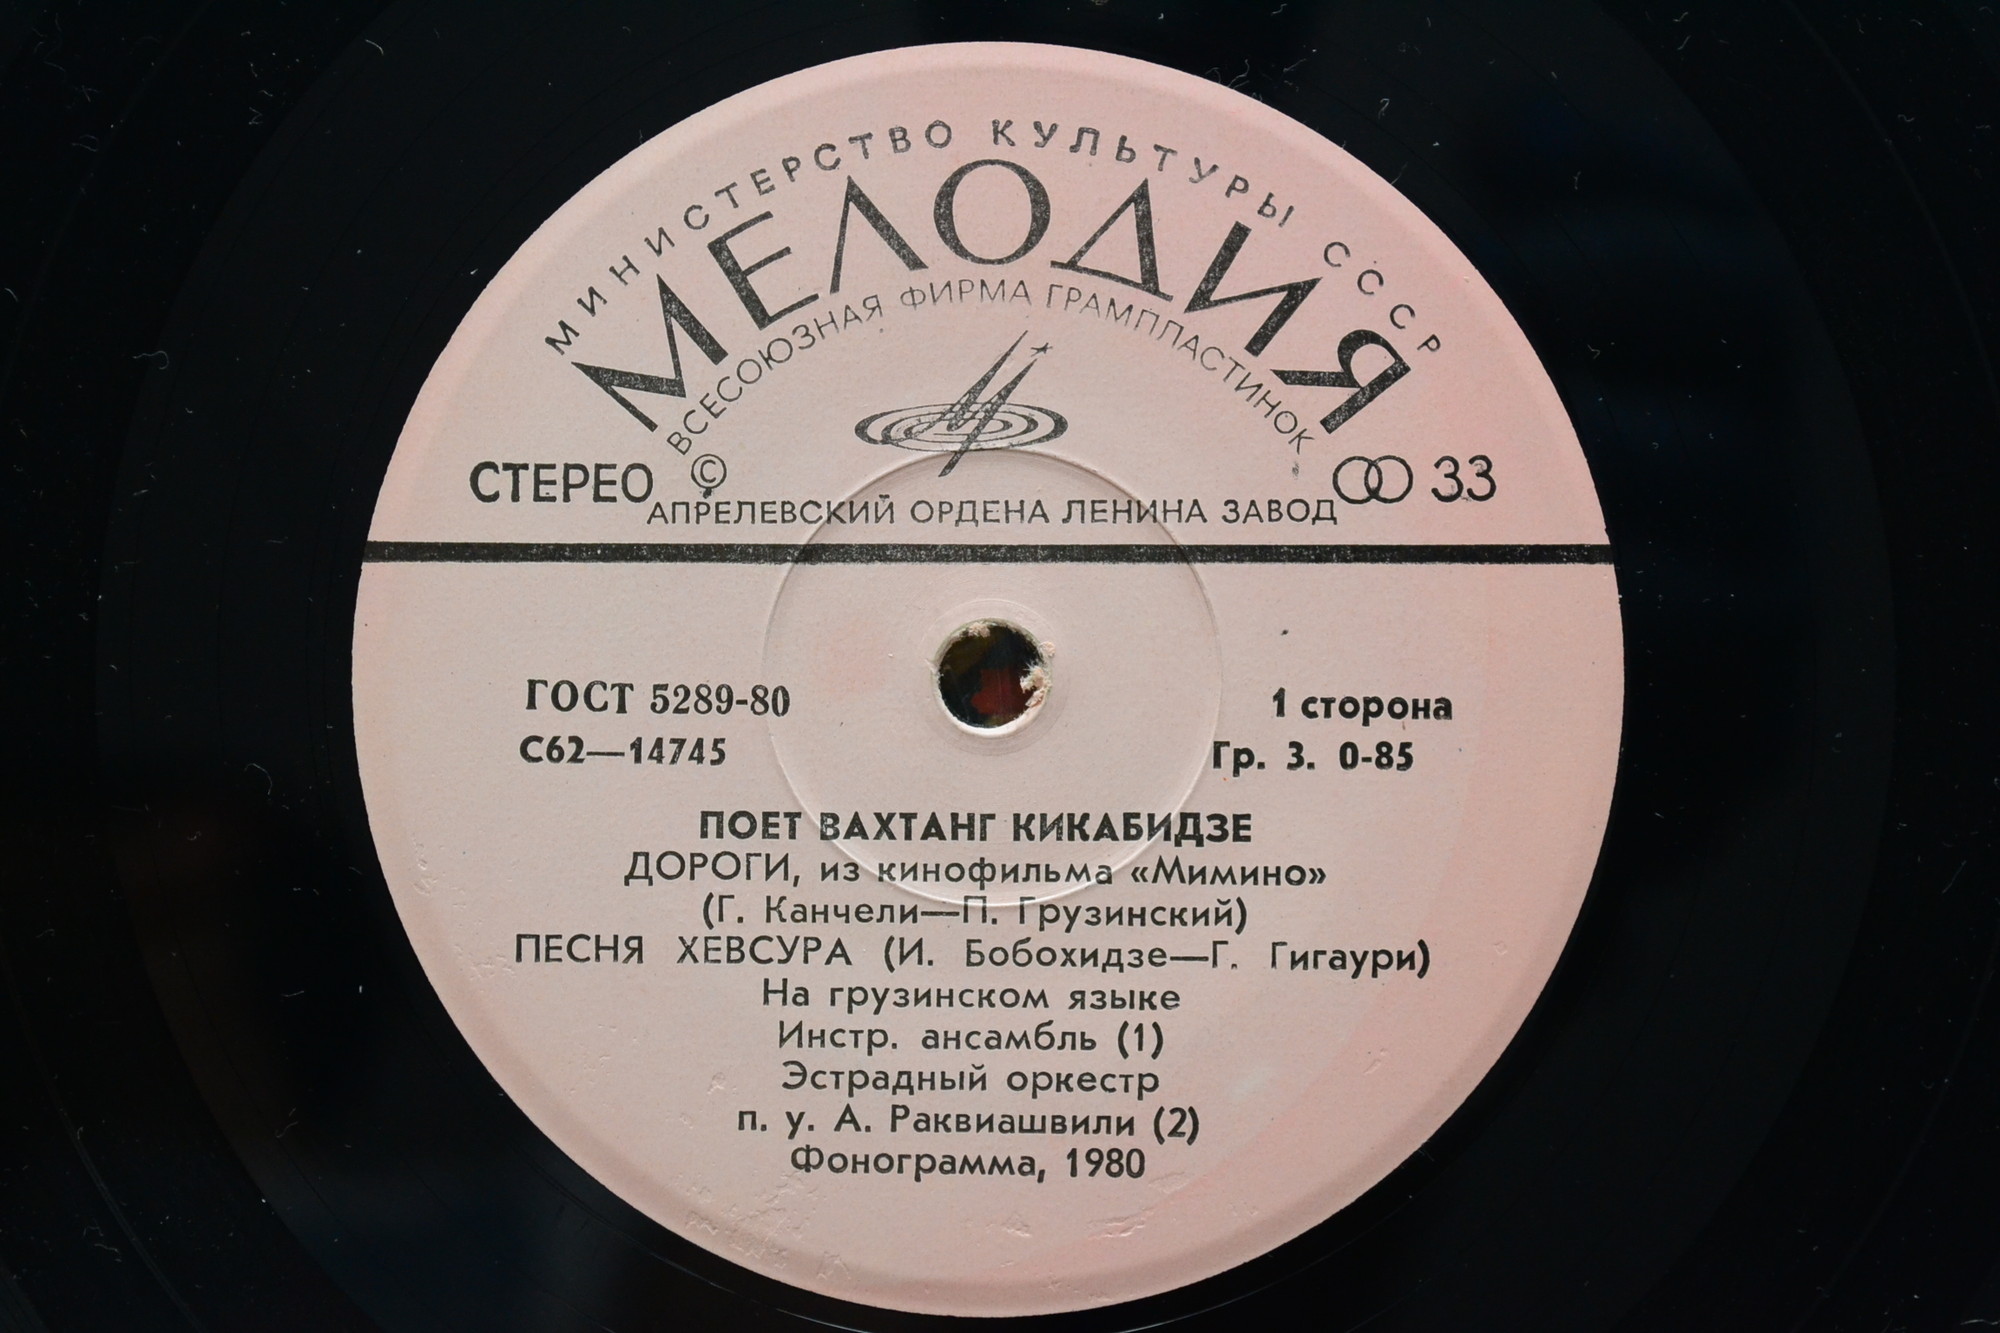 МИНИСТЕРСТВО КУЛЬТУРЫ СССР
МЕЛОДИЯ
ВСЕСОЮЗНАЯ ФИРМА ГРАМПЛАСТИНОК
СТЕРЕО © 33
АПРЕЛЕВСКИЙ ОРДЕНА ЛЕНИНА ЗАВОД
ГОСТ 5289-80 1 сторона
С62—14745 Гр. 3. 0-85
ПОЕТ ВАХТАНГ КИКАБИДЗЕ
ДОРОГИ, из кинофильма «Мимино»
(Г. Канчели—П. Грузинский)
ПЕСНЯ ХЕВСУРА (И. Бобохидзе—Г. Гигаури)
На грузинском языке
Инстр. ансамбль (1)
Эстрадный оркестр
п. у. А. Раквиашвили (2)
Фонограмма, 1980